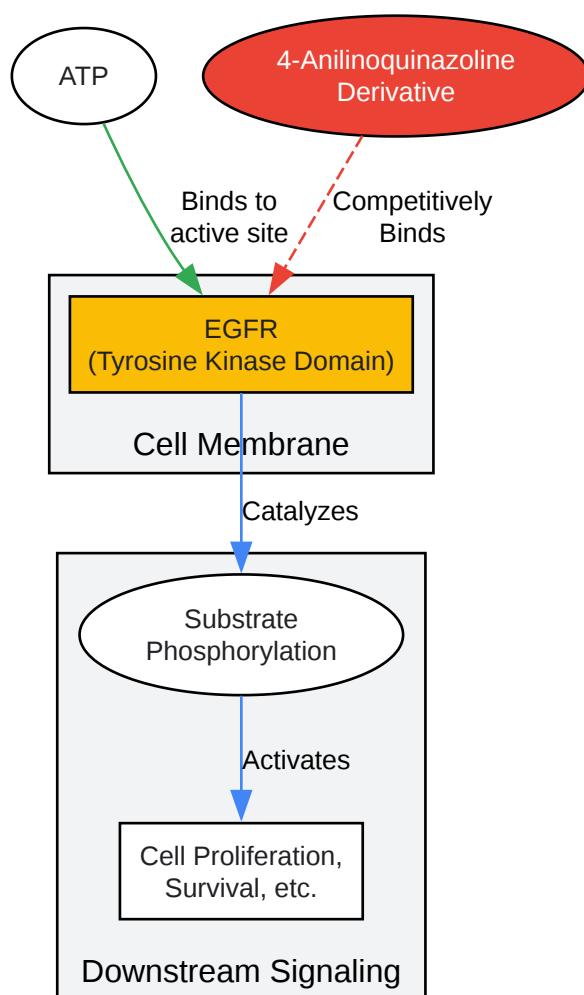 ATP
4-Anilinoquinazoline
Derivative
Binds to
active site
Competitively
Binds
EGFR
(Tyrosine Kinase Domain)
Cell Membrane
Catalyzes
Substrate
Phosphorylation
Activates
Cell Proliferation,
Survival, etc.
Downstream Signaling